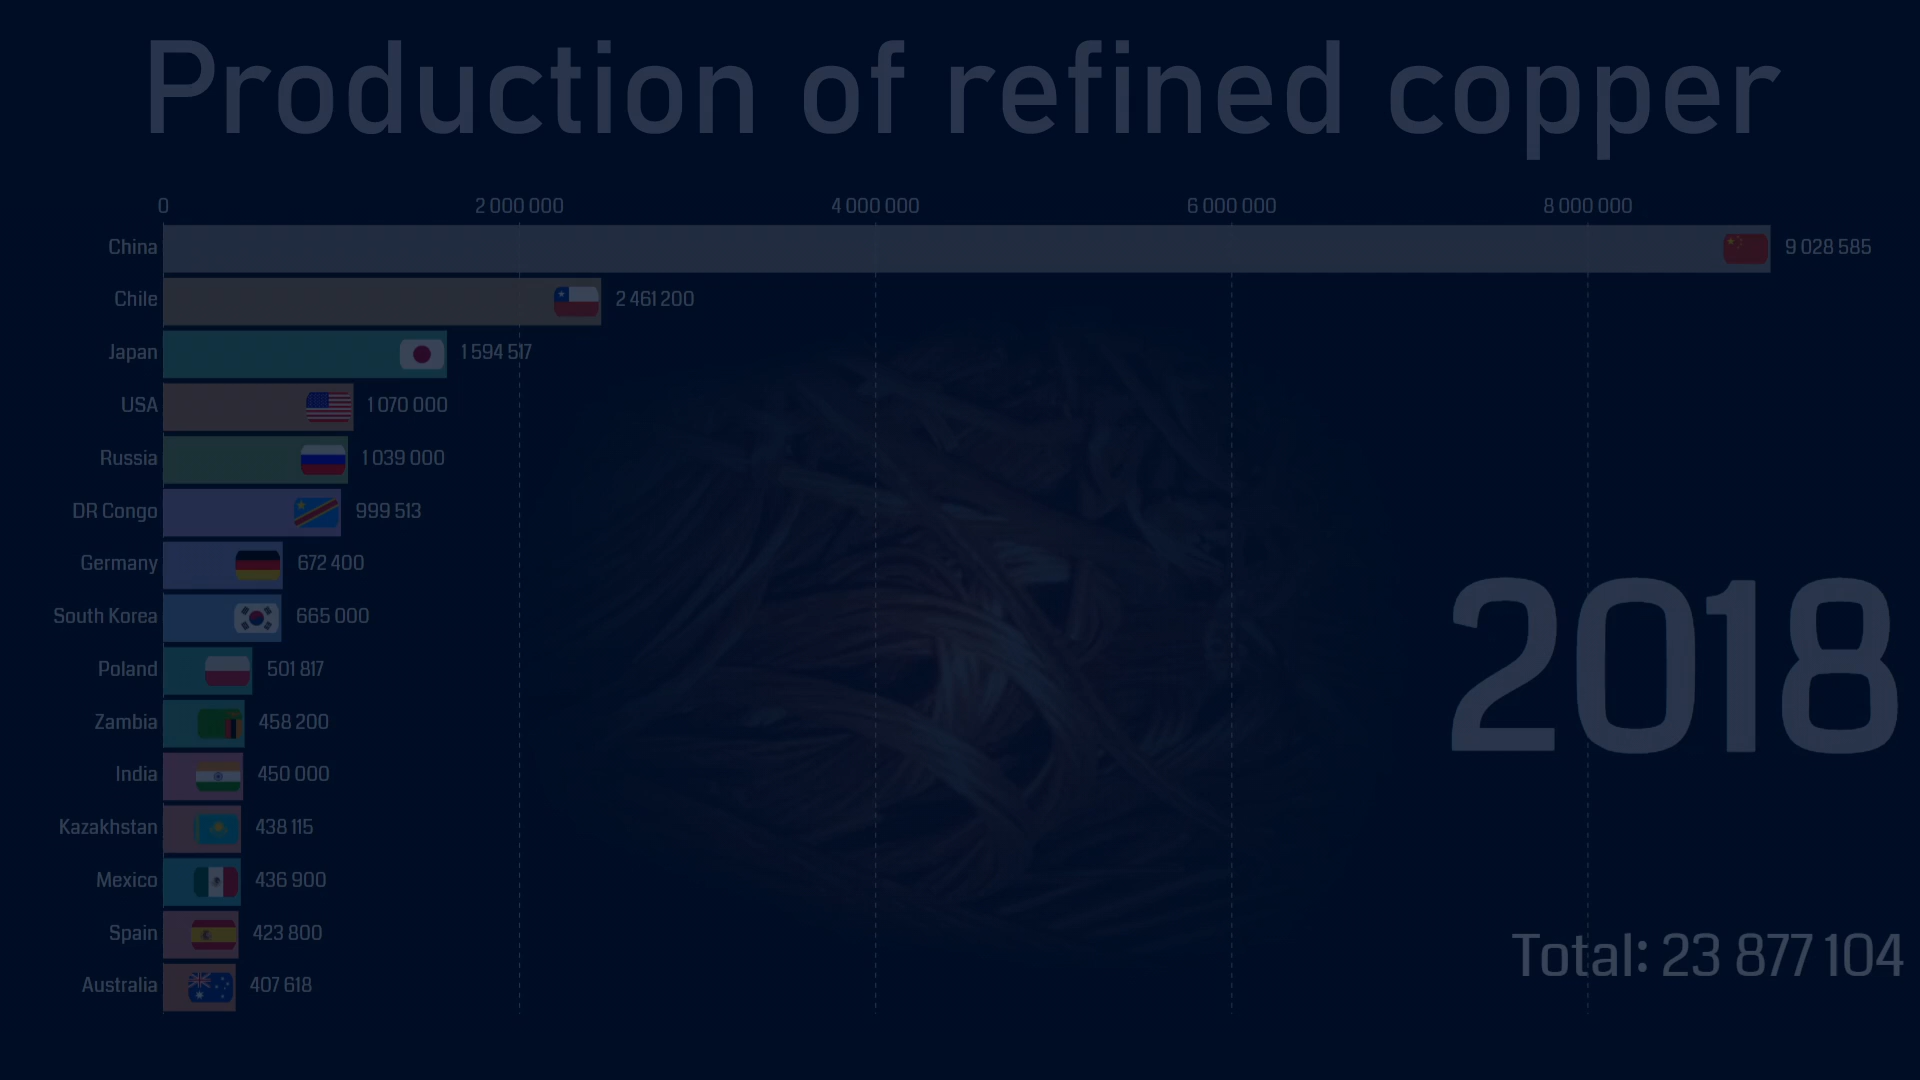 Production of refined copper
0 2 000 000 4 000 000 6 000 000 8 000 000
China 9 028 585
Chile 2 461 200
Japan 1 594 517
USA 1 070 000
Russia 1 039 000
DR Congo 999 513
Germany 672 400
South Korea 665 000
Poland 501 817
Zambia 458 200
India 450 000
Kazakhstan 438 115
Mexico 436 900
Spain 423 800
Australia 407 618
2018
Total: 23 877 104